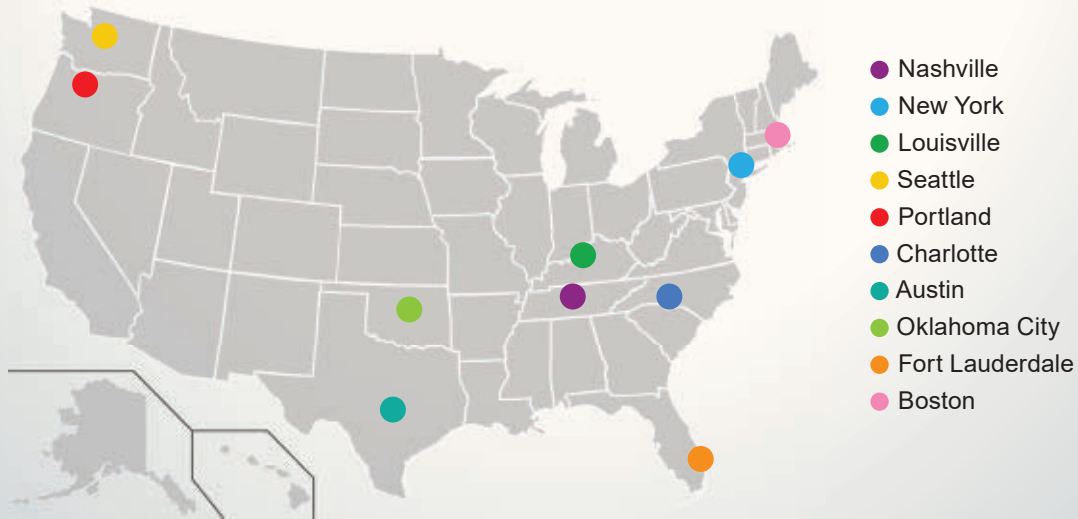 Nashville
New York
Louisville
Seattle
Portland
Charlotte
Austin
Oklahoma City
Fort Lauderdale
Boston